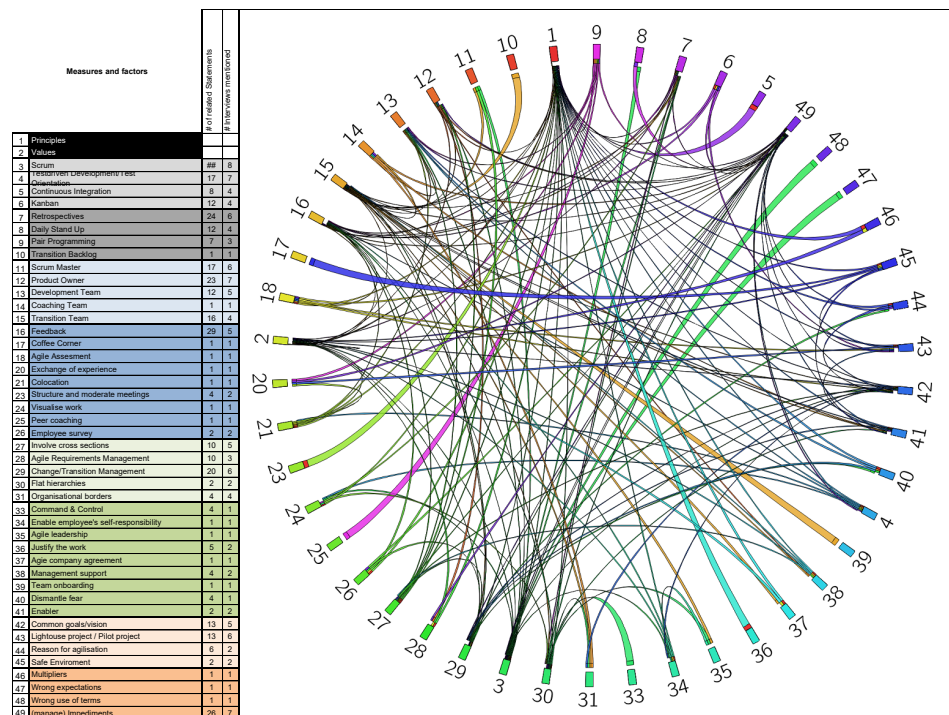 Measures and factors
# of related Statements
# Interviews mentioned
1 Principles
2 Values
3 Scrum ## 8
4 Testdriven Development/Test Orientation 17 7
5 Continuous Integration 8 4
6 Kanban 12 4
7 Retrospectives 24 6
8 Daily Stand Up 12 4
9 Pair Programming 7 3
10 Transition Backlog 1 1
11 Scrum Master 17 6
12 Product Owner 23 7
13 Development Team 12 5
14 Coaching Team 1 1
15 Transition Team 16 4
16 Feedback 29 5
17 Coffee Corner 1 1
18 Agile Assesment 1 1
20 Exchange of experience 1 1
21 Colocation 1 1
23 Structure and moderate meetings 4 2
24 Visualise work 1 1
25 Peer coaching 1 1
26 Employee survey 2 2
27 Involve cross sections 10 5
28 Agile Requirements Management 10 3
29 Change/Transition Management 20 6
30 Flat hierarchies 2 2
31 Organisational borders 4 4
33 Command & Control 4 1
34 Enable employee's self-responsibility 1 1
35 Agile leadership 1 1
36 Justify the work 5 2
37 Agie company agreement 1 1
38 Management support 4 2
39 Team onboarding 1 1
40 Dismantle fear 4 1
41 Enabler 2 2
42 Common goals/vision 13 5
43 Lightouse project / Pilot project 13 6
44 Reason for agilisation 6 2
45 Safe Enviroment 2 2
46 Multipliers 1 1
47 Wrong expectations 1 1
48 Wrong use of terms 1 1
49 (manage) Impediments 26 7
1
9
8
7
6
5
49
48
47
46
45
44
43
42
41
40
4
39
38
37
36
35
34
33
31
30
3
29
28
27
26
25
24
23
21
20
2
18
17
16
15
14
13
12
11
10